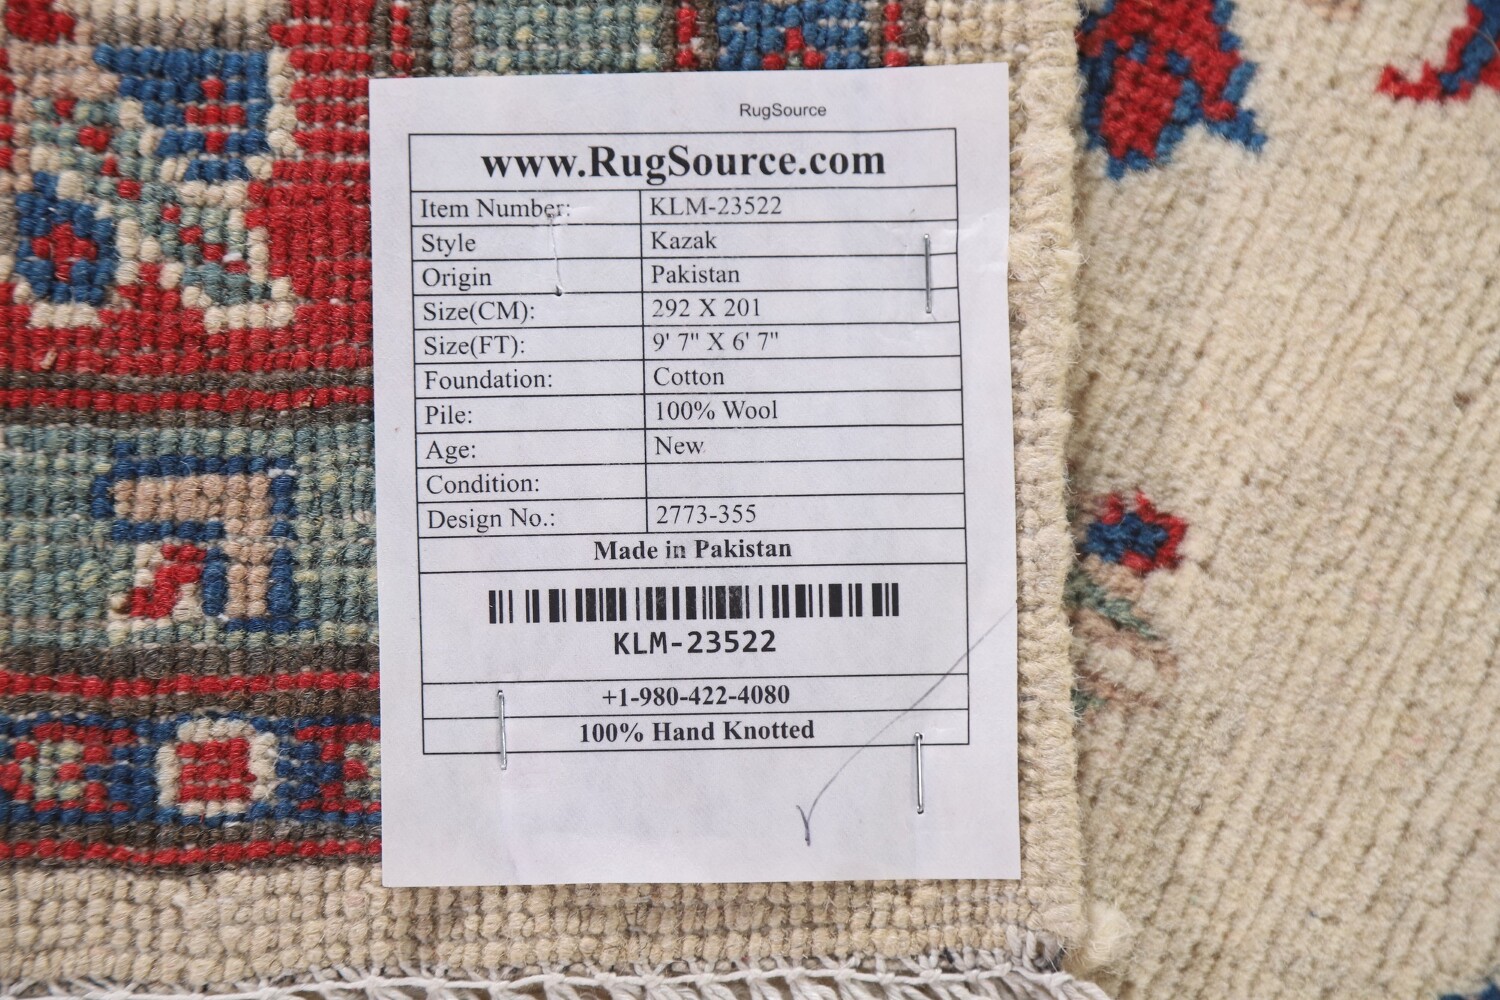 RugSource
www.RugSource.com
Item Number: KLM-23522
Style Kazak
Origin Pakistan
Size(CM): 292 X 201
Size(FT): 9' 7" X 6' 7"
Foundation: Cotton
Pile: 100% Wool
Age: New
Condition:
Design No.: 2773-355
Made in Pakistan
KLM-23522
+1-980-422-4080
100% Hand Knotted